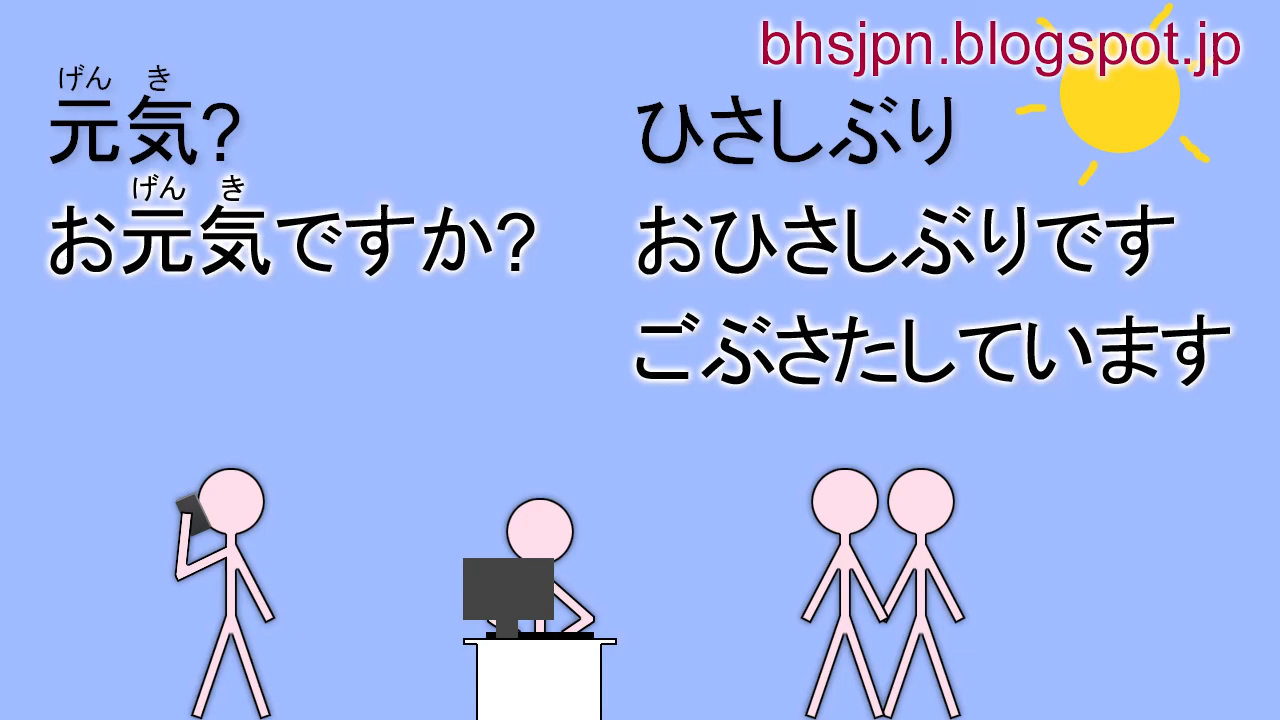 bhsjpn.blogspot.jp
げん き
元気?
げん き
お元気ですか?
ひさしぶり
おひさしぶりです
ごぶさたしています